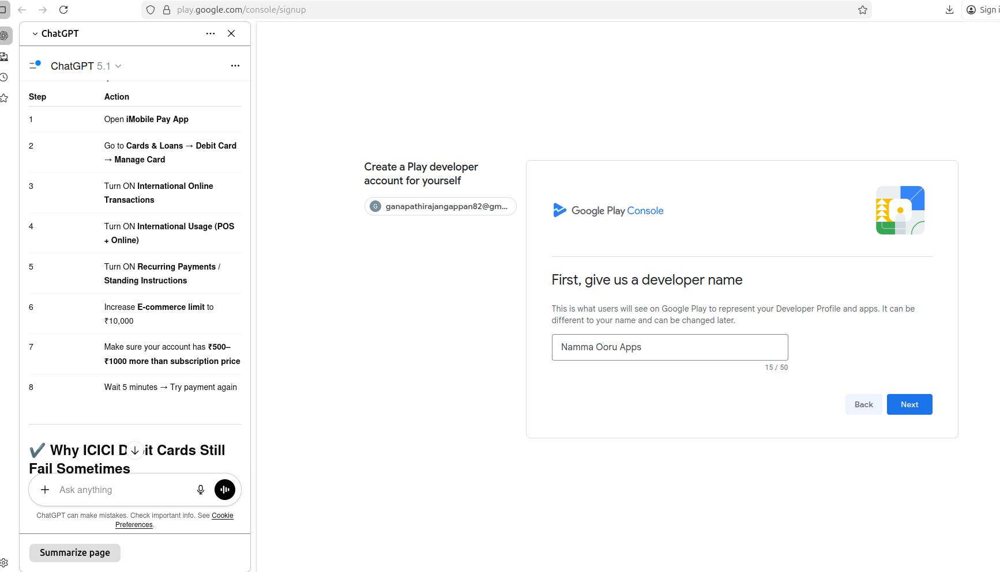 play.google.com/console/signup
Sign i
ChatGPT
ChatGPT 5.1
Step Action
1 Open iMobile Pay App
2 Go to Cards & Loans → Debit Card
→ Manage Card
3 Turn ON International Online
Transactions
4 Turn ON International Usage (POS
+ Online)
5 Turn ON Recurring Payments /
Standing Instructions
6 Increase E-commerce limit to
₹10,000
7 Make sure your account has ₹500–
₹1000 more than subscription price
8 Wait 5 minutes → Try payment again
✔️ Why ICICI D it Cards Still
Fail Sometimes
Ask anything
ChatGPT can make mistakes. Check important info. See Cookie
Preferences.
Summarize page
Create a Play developer
account for yourself
G ganapathirajangappan82@gm...
Google Play Console
First, give us a developer name
This is what users will see on Google Play to represent your Developer Profile and apps. It can be
different to your name and can be changed later.
Namma Ooru Apps
15 / 50
Back Next